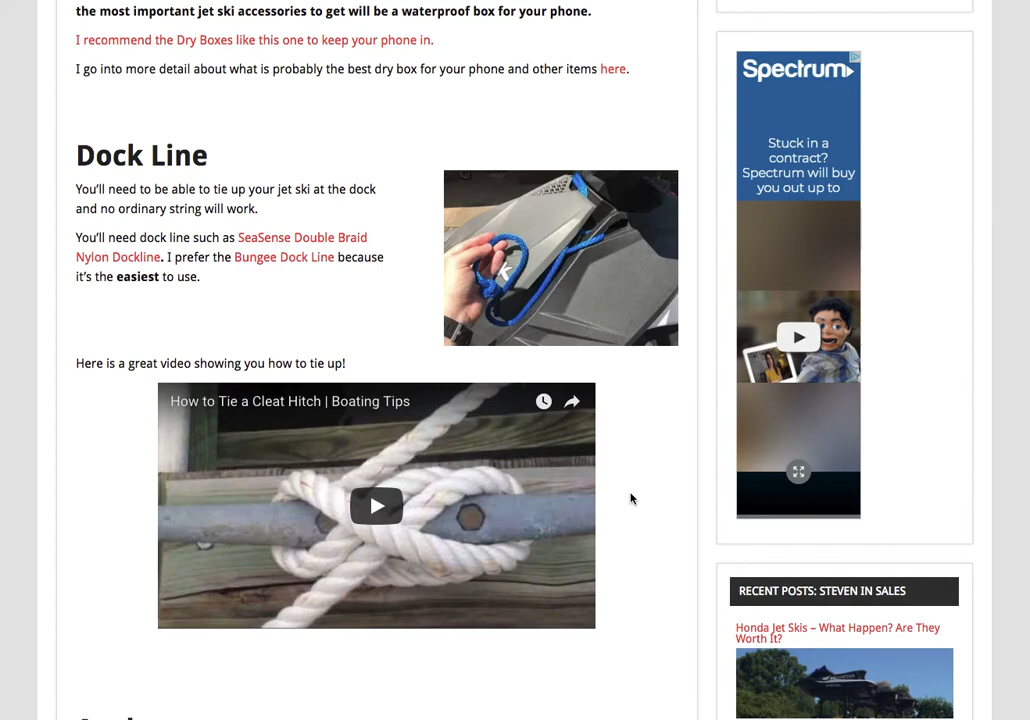 the most important jet ski accessories to get will be a waterproof box for your phone.
I recommend the Dry Boxes like this one to keep your phone in.
I go into more detail about what is probably the best dry box for your phone and other items here.
Dock Line
You'll need to be able to tie up your jet ski at the dock
and no ordinary string will work.
You'll need dock line such as SeaSense Double Braid
Nylon Dockline. I prefer the Bungee Dock Line because
it's the easiest to use.
Here is a great video showing you how to tie up!
How to Tie a Cleat Hitch | Boating Tips
Spectrum
Stuck in a
contract?
Spectrum will buy
you out up to
RECENT POSTS: STEVEN IN SALES
Honda Jet Skis – What Happen? Are They
Worth It?